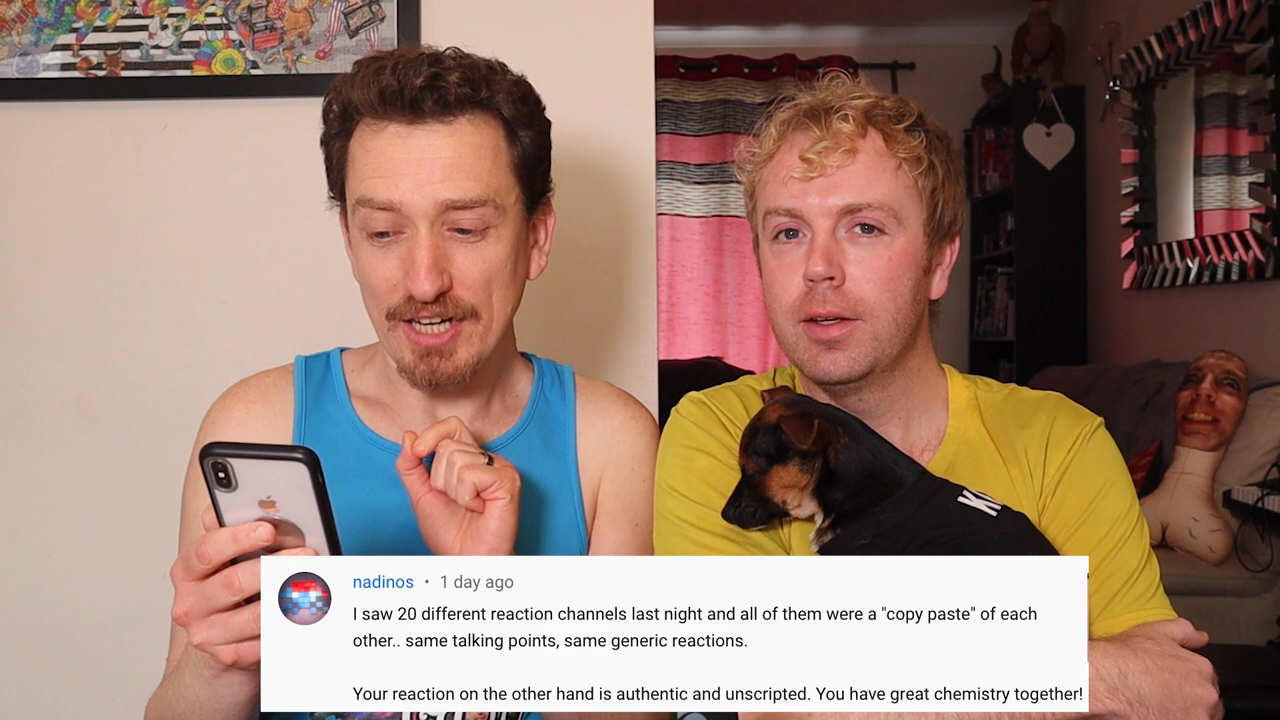 nadinos • 1 day ago
I saw 20 different reaction channels last night and all of them were a "copy paste" of each
other.. same talking points, same generic reactions.
Your reaction on the other hand is authentic and unscripted. You have great chemistry together!